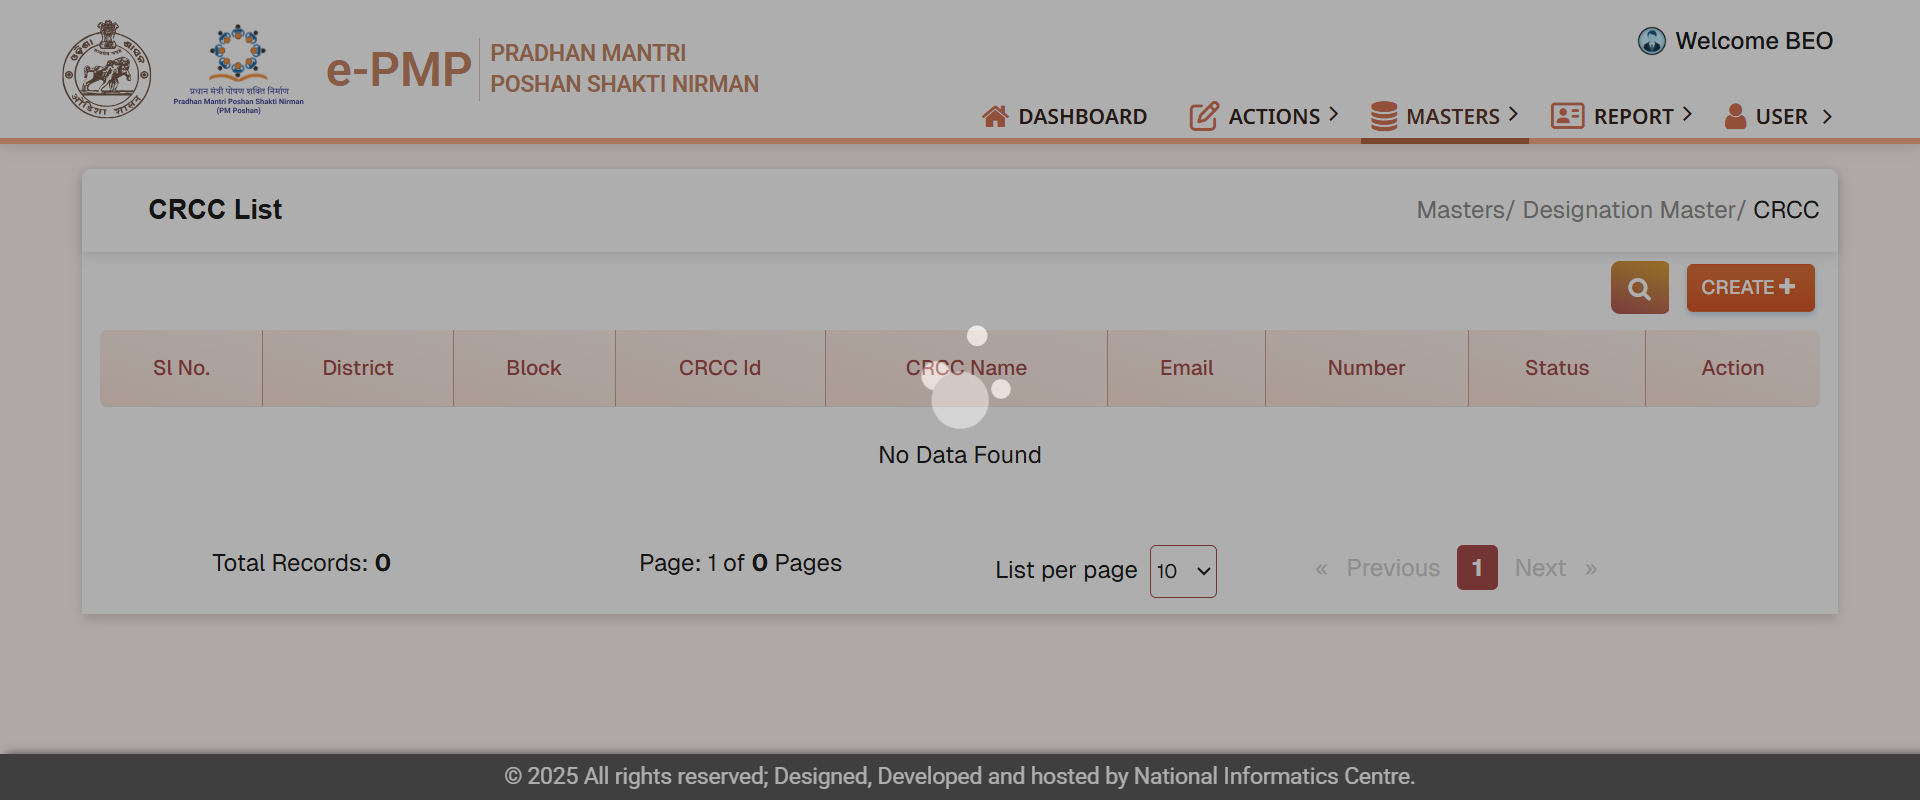 ଓଡ଼ିଶା ଶାସନ
प्रधान मंत्री पोषण शक्ति निर्माण
Pradhan Mantri Poshan Shakti Nirman
(PM Poshan)
e-PMP
PRADHAN MANTRI
POSHAN SHAKTI NIRMAN
Welcome BEO
DASHBOARD
ACTIONS
MASTERS
REPORT
USER
CRCC List
Masters/ Designation Master/ CRCC
CREATE
Sl No.
District
Block
CRCC Id
CRCC Name
Email
Number
Status
Action
No Data Found
Total Records: 0
Page: 1 of 0 Pages
List per page 10
« Previous 1 Next »
© 2025 All rights reserved; Designed, Developed and hosted by National Informatics Centre.